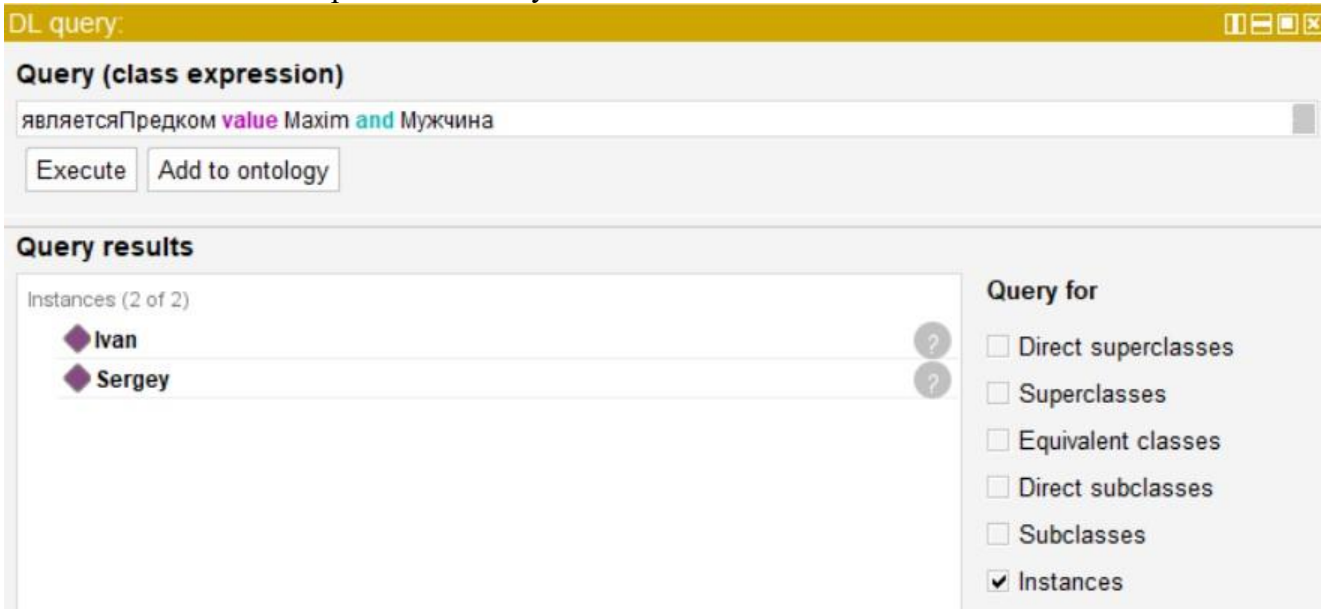 DL query:
Query (class expression)
являетсяПредком value Maxim and Мужчина
Execute Add to ontology
Query results
Instances (2 of 2)
Ivan ?
Sergey ?
Query for
Direct superclasses
Superclasses
Equivalent classes
Direct subclasses
Subclasses
Instances